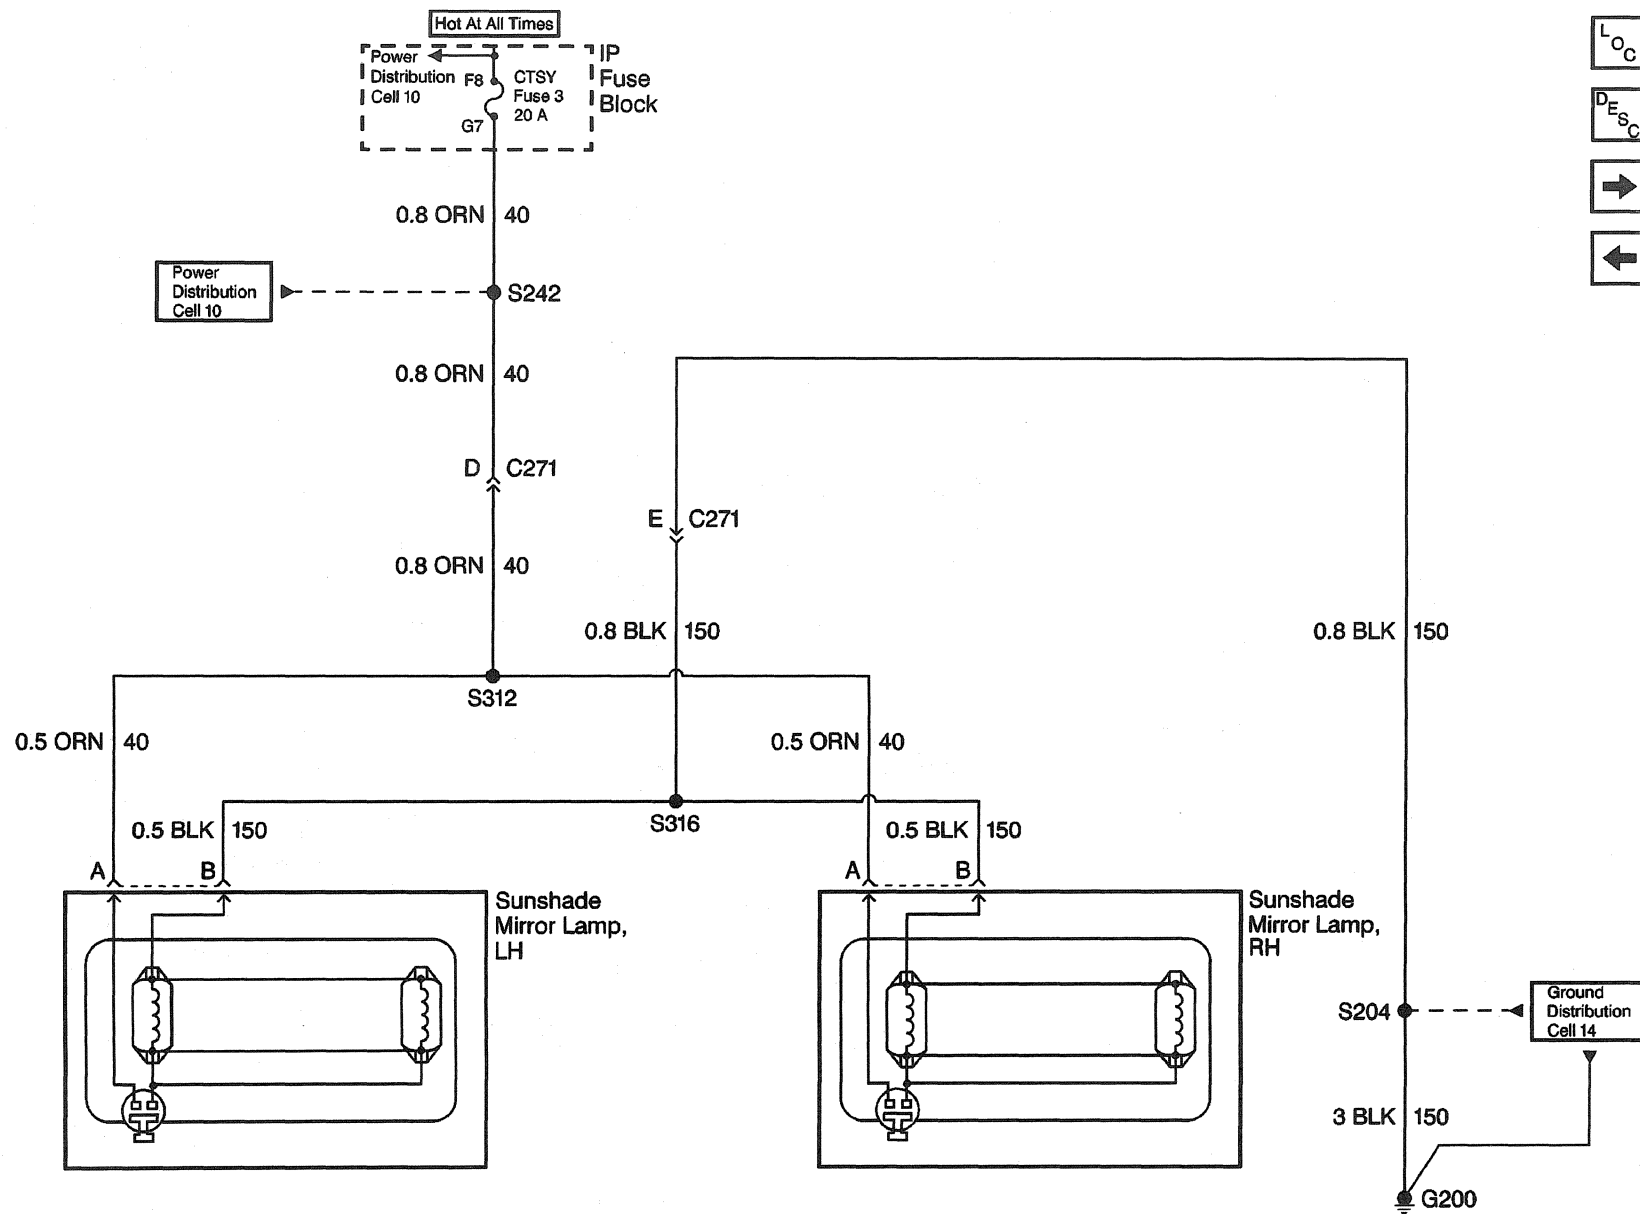 Hot At All Times
Power
Distribution
Cell 10
F8
G7
CTSY
Fuse 3
20 A
IP
Fuse
Block
LOC
DESC
0.8 ORN 40
Power
Distribution
Cell 10
S242
0.8 ORN 40
D C271
E C271
0.8 ORN 40
0.8 BLK 150
0.8 BLK 150
S312
0.5 ORN 40
0.5 ORN 40
S316
0.5 BLK 150
0.5 BLK 150
A B
A B
Sunshade
Mirror Lamp,
LH
Sunshade
Mirror Lamp,
RH
S204
Ground
Distribution
Cell 14
3 BLK 150
G200